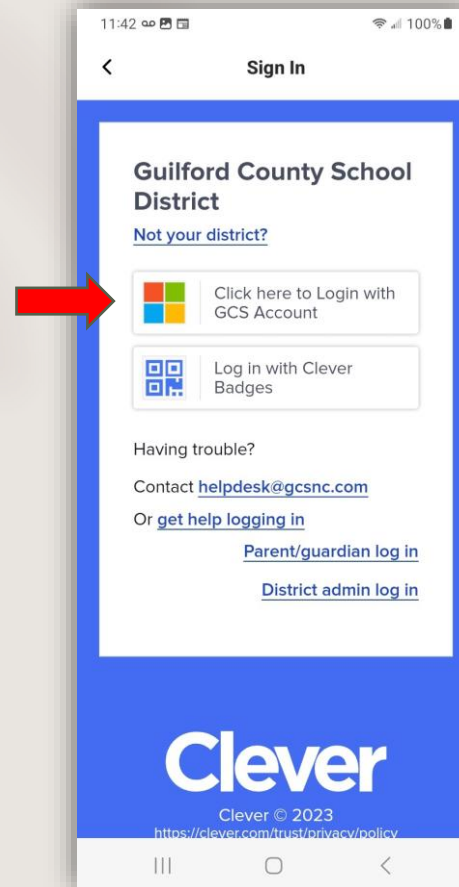 11:42 100%
Sign In
Guilford County School
District
Not your district?
Click here to Login with
GCS Account
Log in with Clever
Badges
Having trouble?
Contact helpdesk@gcsnc.com
Or get help logging in
Parent/guardian log in
District admin log in
Clever
Clever © 2023
https://clever.com/trust/privacy/policy